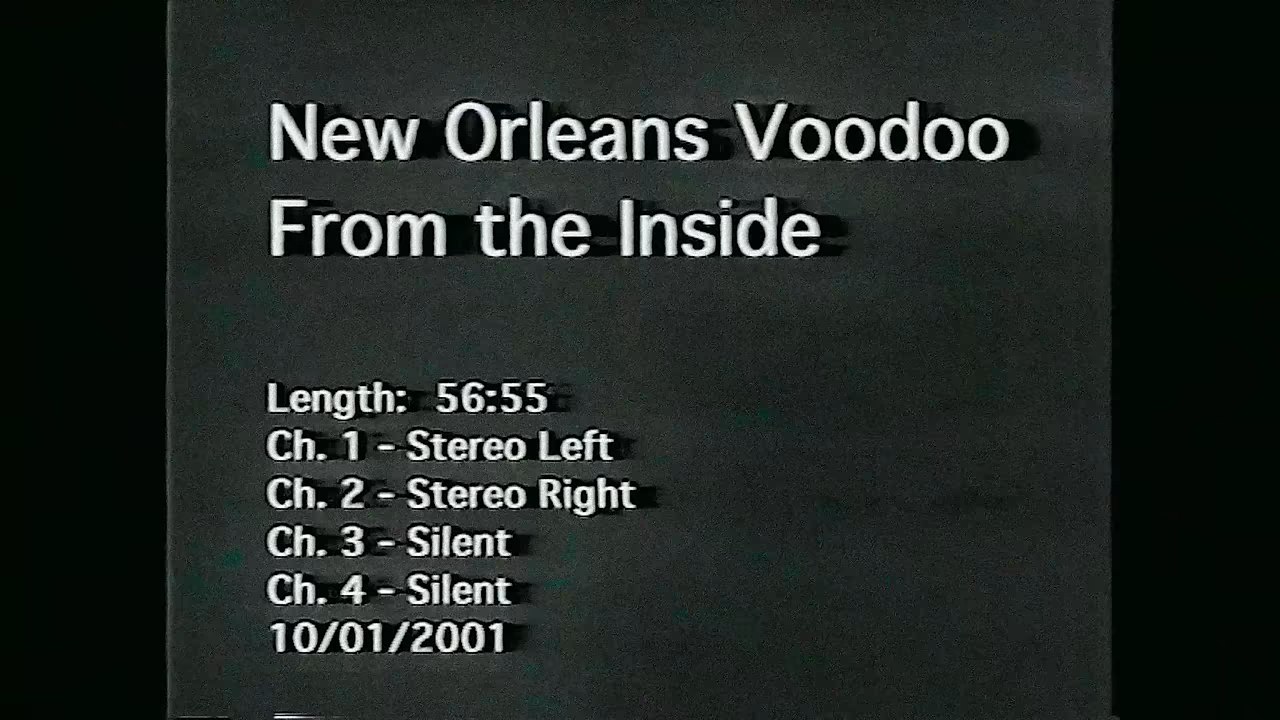 New Orleans Voodoo
From the Inside
Length: 56:55
Ch. 1 - Stereo Left
Ch. 2 - Stereo Right
Ch. 3 - Silent
Ch. 4 - Silent
10/01/2001